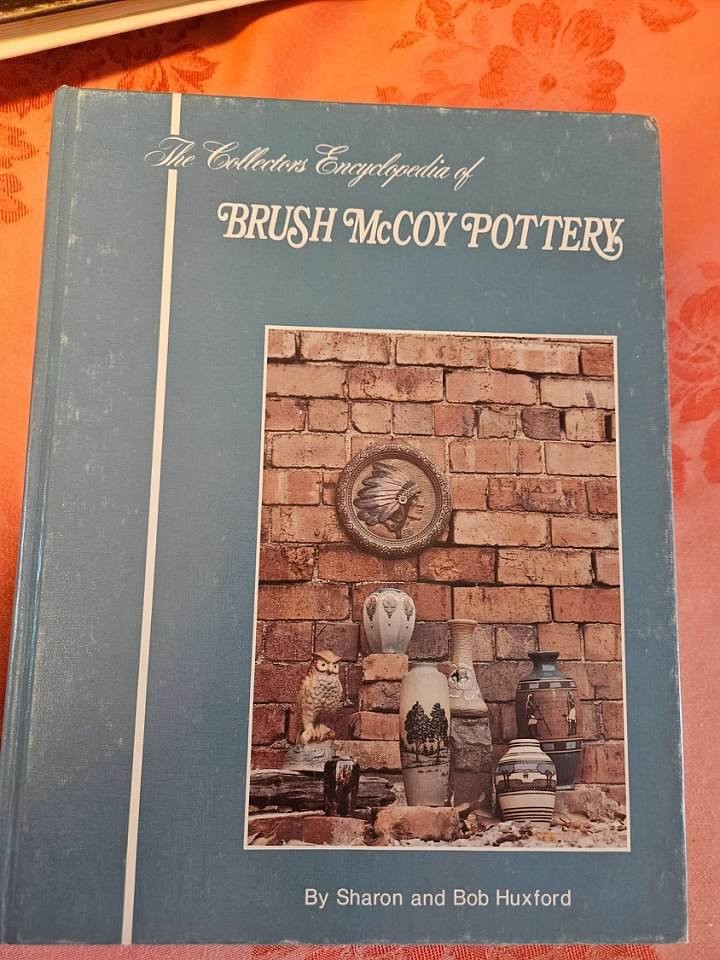 The Collectors Encyclopedia of
BRUSH McCOY POTTERY
By Sharon and Bob Huxford